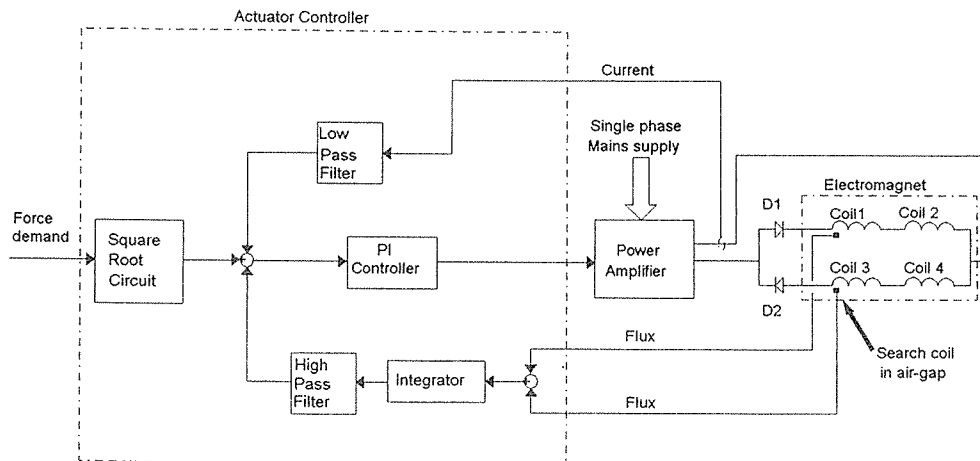 Actuator Controller
Current
Low
Pass
Filter
Single phase
Mains supply
Electromagnet
D1
Coil1
Coil 2
Force
demand
Square
Root
Circuit
PI
Controller
Power
Amplifier
Coil 3
Coil 4
D2
Flux
High
Pass
Filter
Integrator
Search coil
in air-gap
Flux